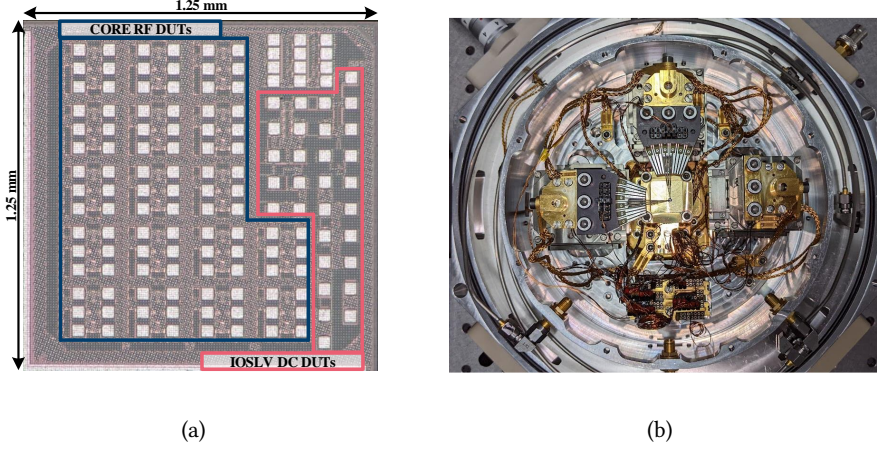 1.25 mm
CORE RF DUTs
1.25 mm
IOSLV DC DUTs
(a)
(b)